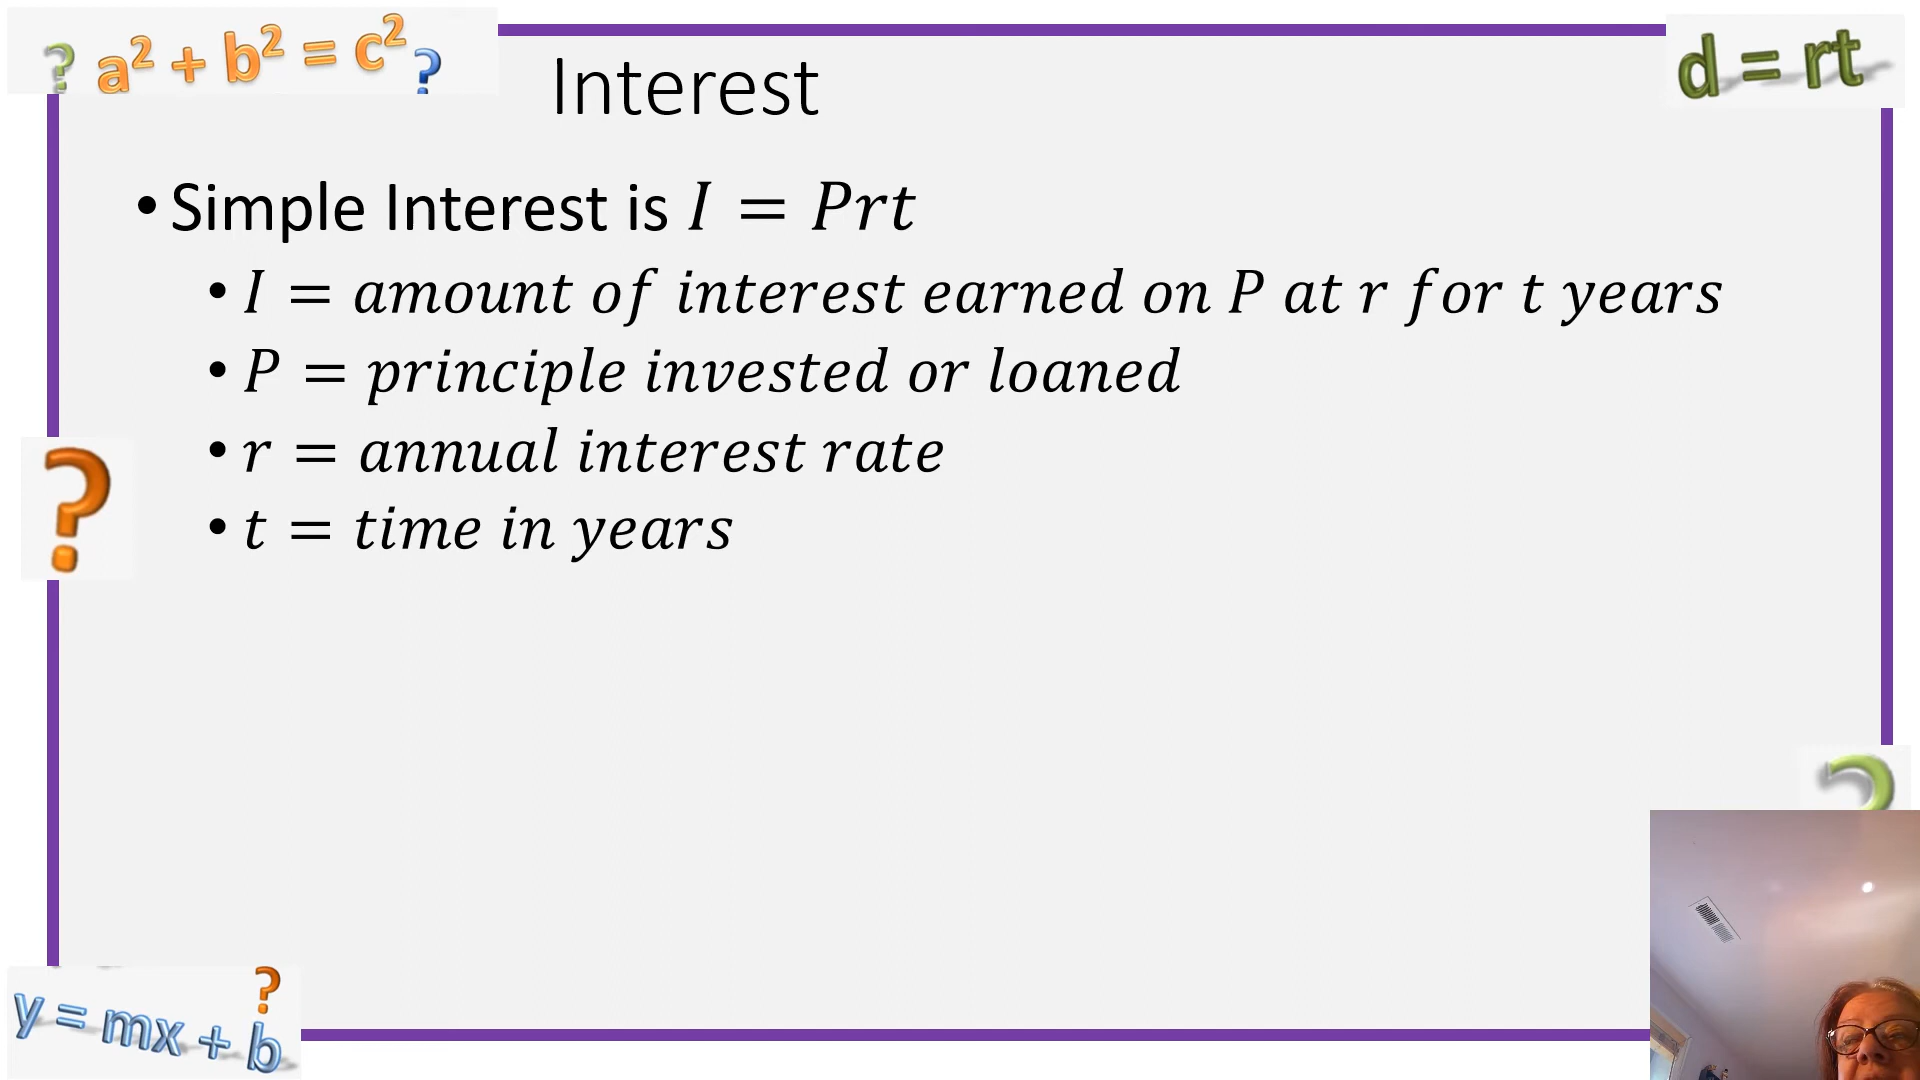 ? a² + b² = c² ?
d = rt
Interest
• Simple Interest is I = Prt
• I = amount of interest earned on P at r for t years
• P = principle invested or loaned
• r = annual interest rate
• t = time in years
?
?
?
y = mx + b